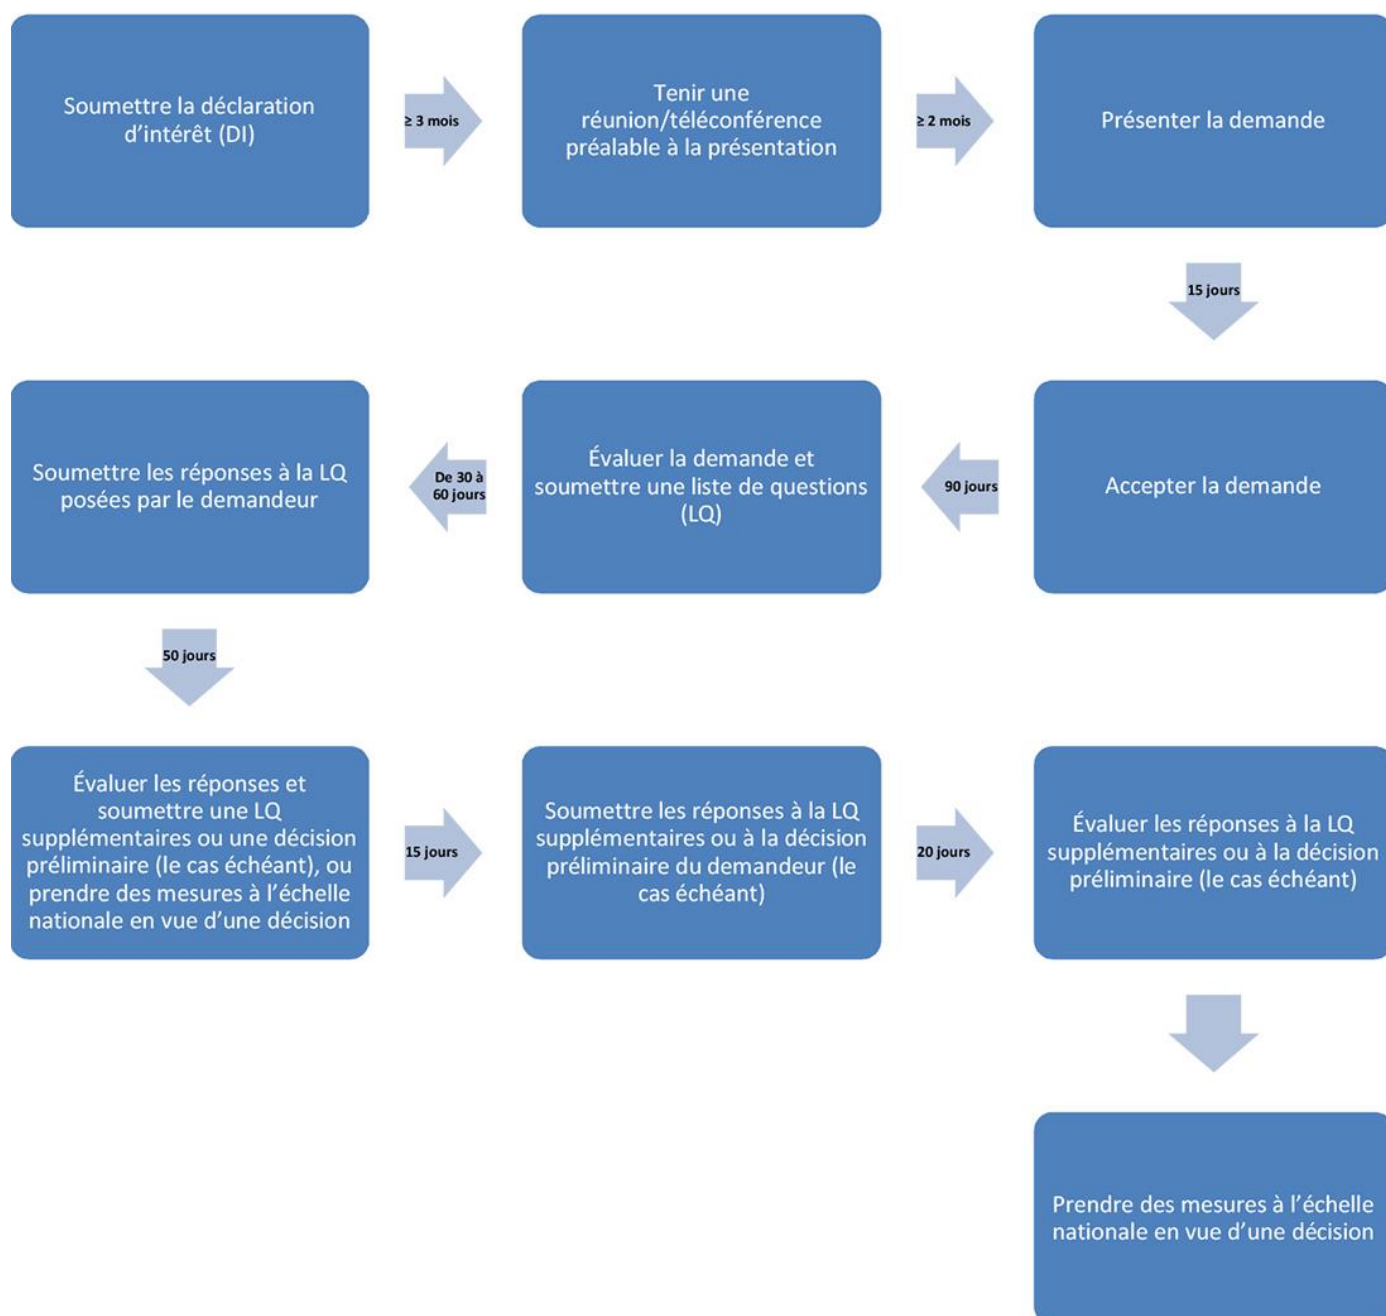 Soumettre la déclaration
d’intérêt (DI)
≥ 3 mois
Tenir une
réunion/téléconférence
préalable à la présentation
≥ 2 mois
Présenter la demande
15 jours
Accepter la demande
90 jours
Évaluer la demande et
soumettre une liste de questions
(LQ)
De 30 à
60 jours
Soumettre les réponses à la LQ
posées par le demandeur
50 jours
Évaluer les réponses et
soumettre une LQ
supplémentaires ou une décision
préliminaire (le cas échéant), ou
prendre des mesures à l’échelle
nationale en vue d’une décision
15 jours
Soumettre les réponses à la LQ
supplémentaires ou à la décision
préliminaire du demandeur (le
cas échéant)
20 jours
Évaluer les réponses à la LQ
supplémentaires ou à la décision
préliminaire (le cas échéant)
Prendre des mesures à l’échelle
nationale en vue d’une décision